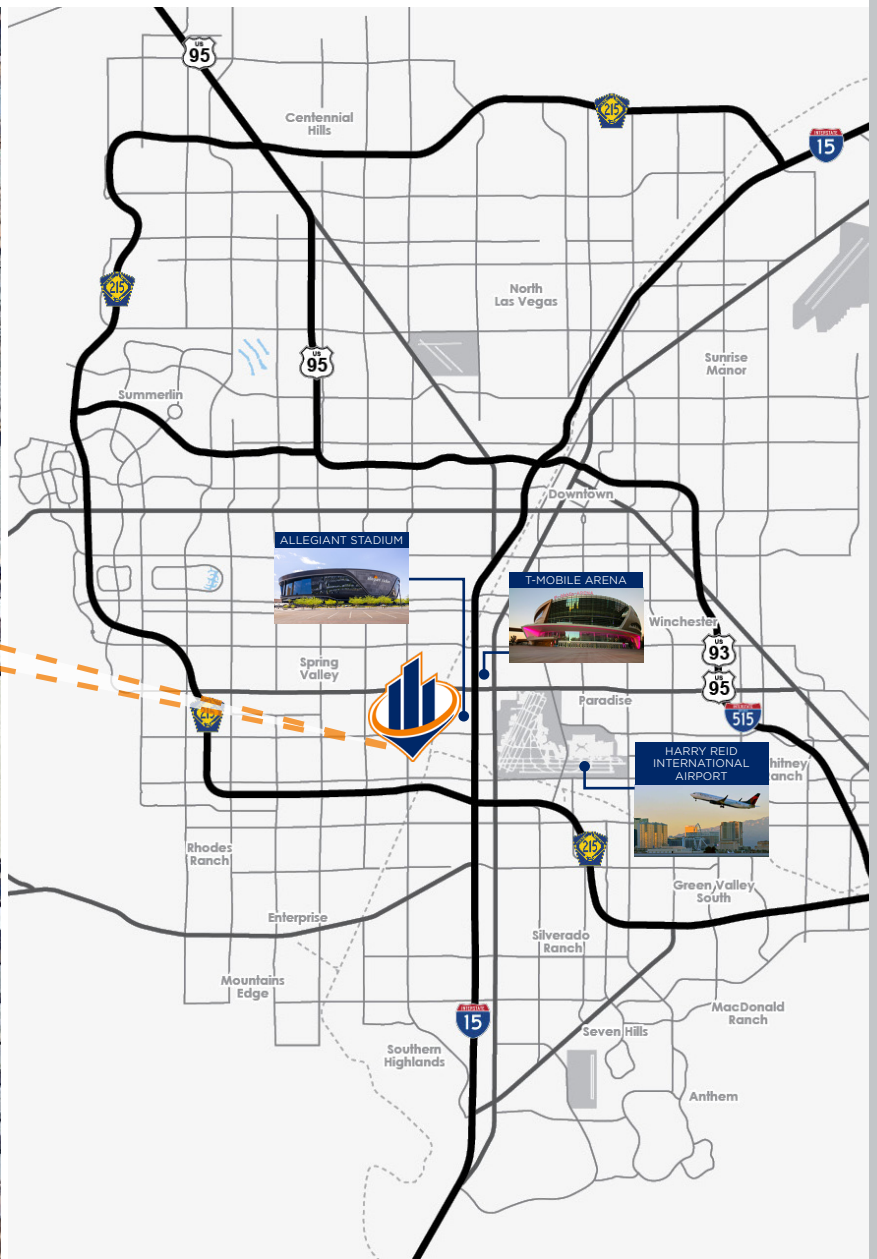 US
95
Centennial
Hills
215
INTERSTATE
15
215
North
Las Vegas
US
95
Sunrise
Manor
Summerlin
Downtown
ALLEGIANT STADIUM
T-MOBILE ARENA
Winchester
US
93
US
95
Spring
Valley
Paradise
215
515
HARRY REID
INTERNATIONAL
AIRPORT
hitney
anch
215
Rhodes
Ranch
Green Valley
South
Enterprise
Silverado
Ranch
Mountains
Edge
INTERSTATE
15
MacDonald
Ranch
Seven Hills
Southern
Highlands
Anthem